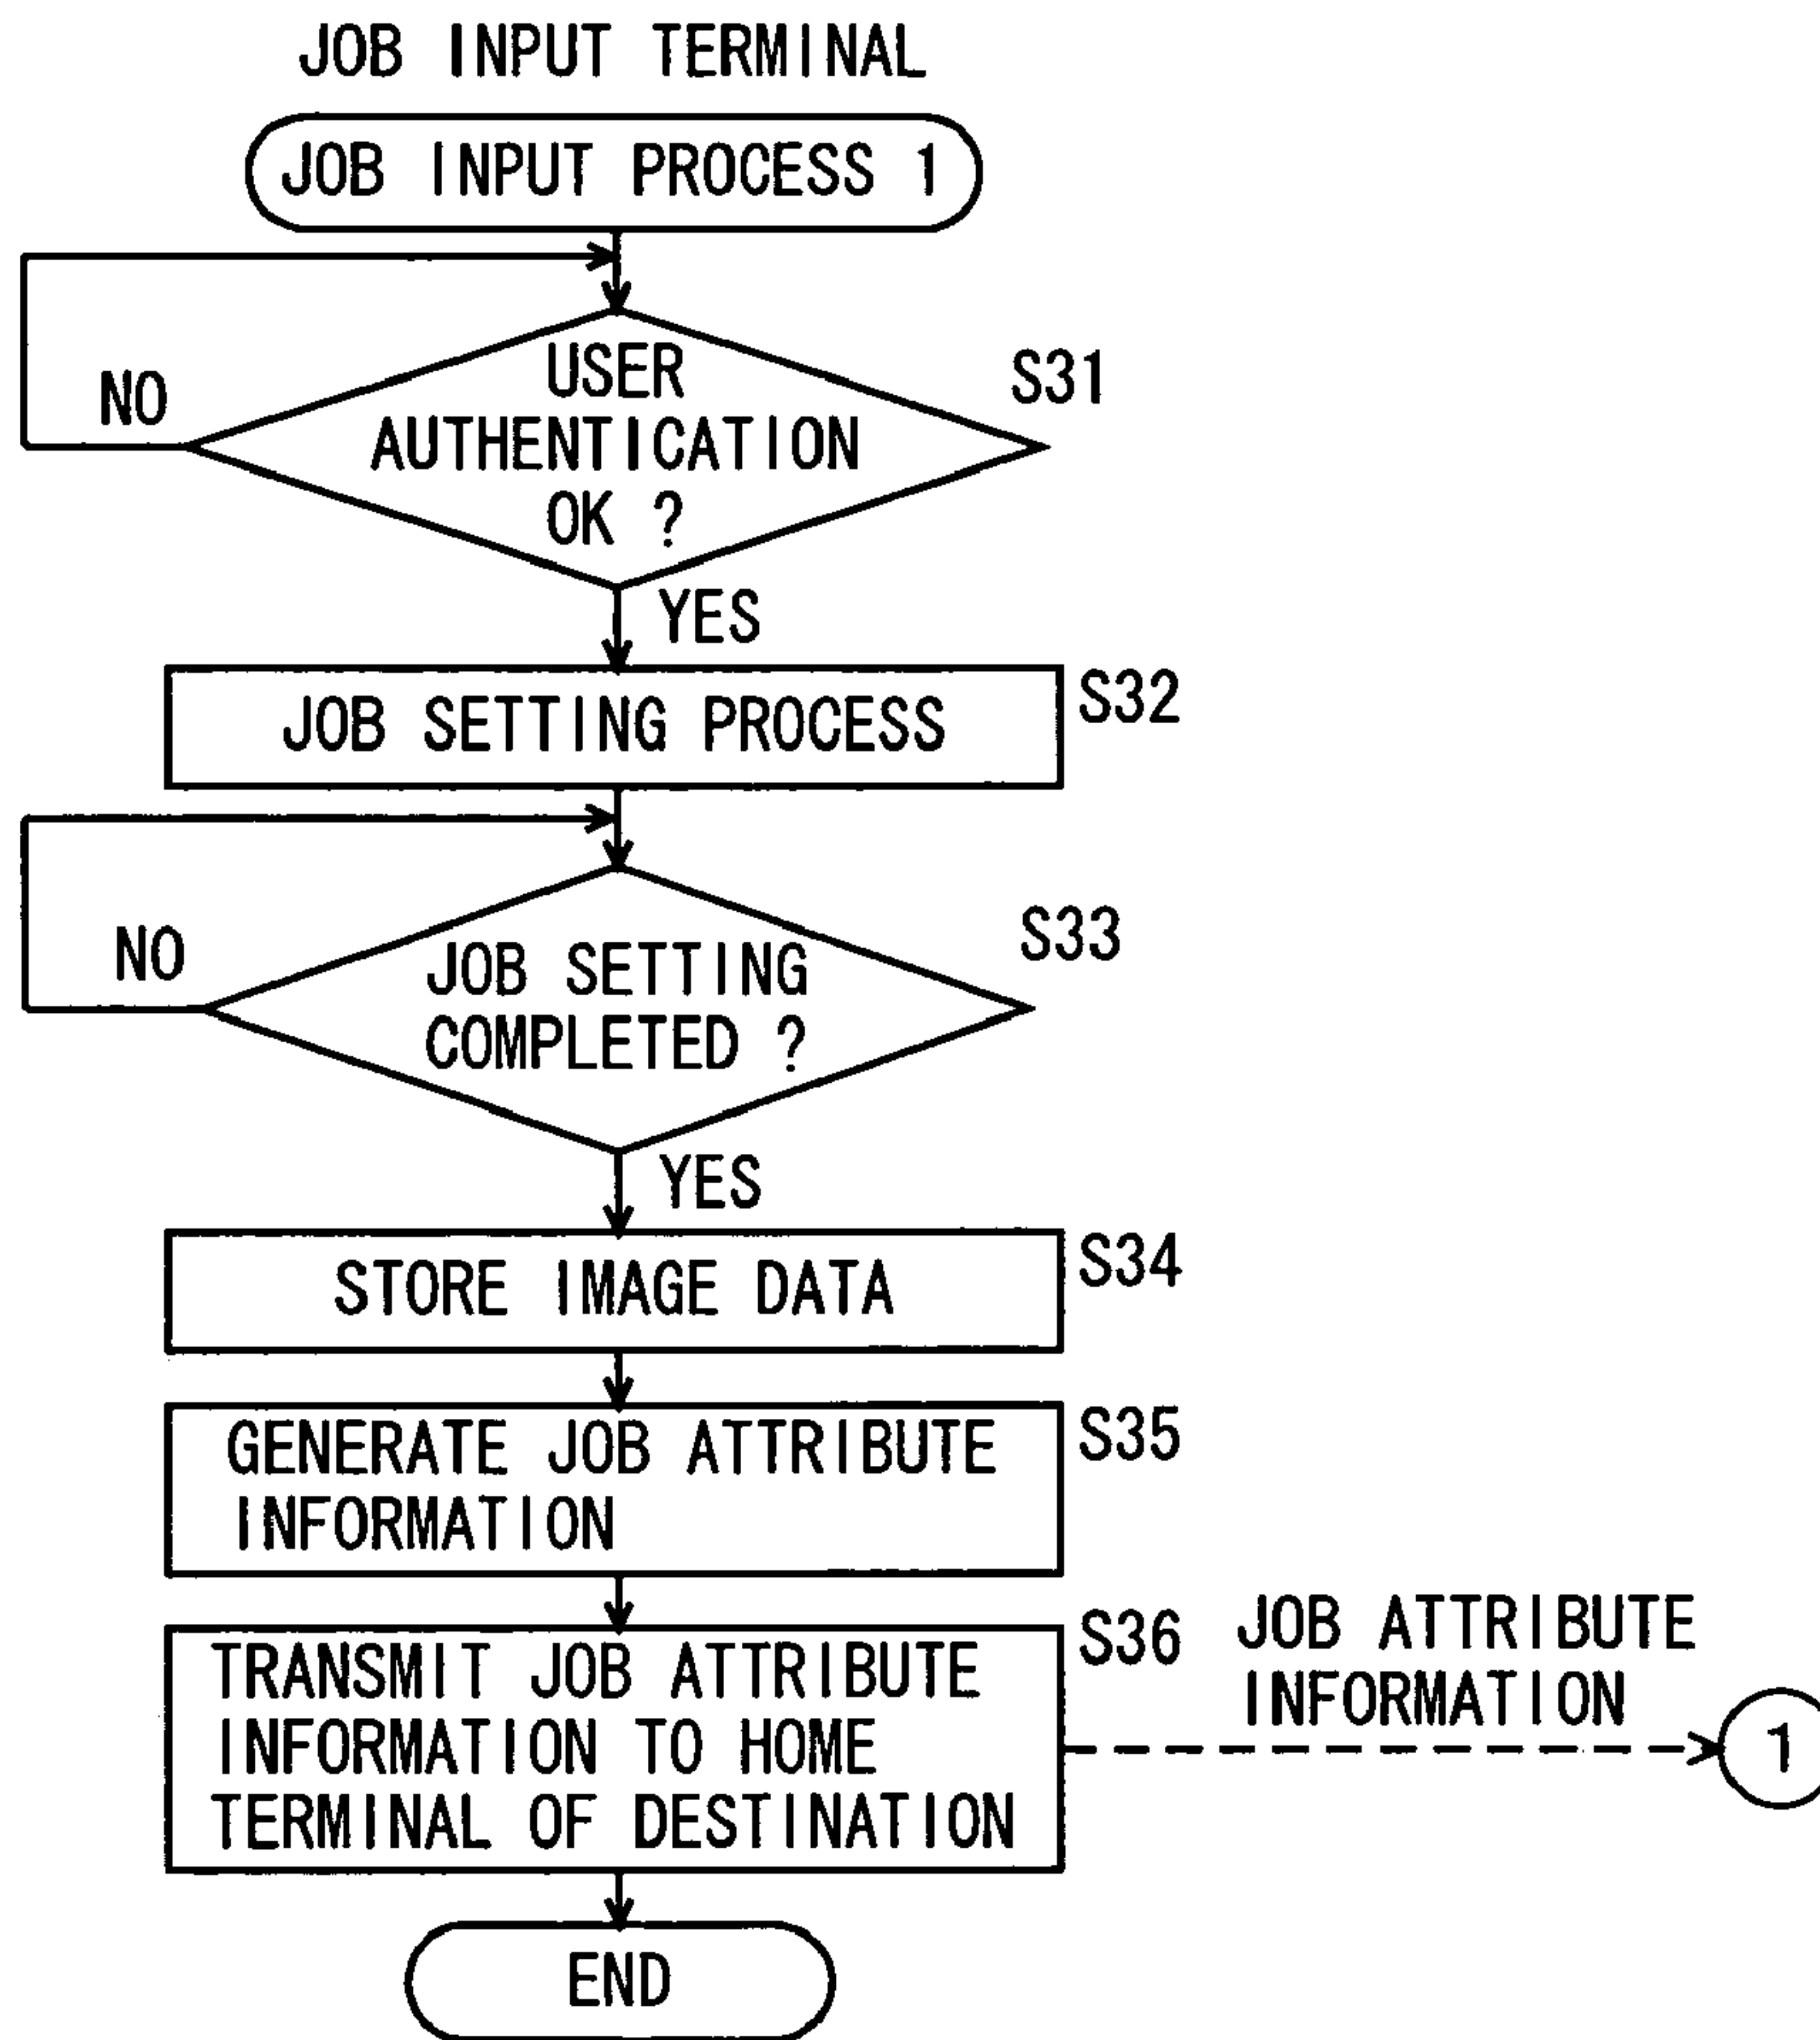 JOB INPUT TERMINAL
JOB INPUT PROCESS 1
USER
AUTHENTICATION
OK ?
S31
NO
YES
JOB SETTING PROCESS
S32
JOB SETTING
COMPLETED ?
S33
NO
YES
STORE IMAGE DATA
S34
GENERATE JOB ATTRIBUTE
INFORMATION
S35
TRANSMIT JOB ATTRIBUTE
INFORMATION TO HOME
TERMINAL OF DESTINATION
S36
JOB ATTRIBUTE
INFORMATION
1
END